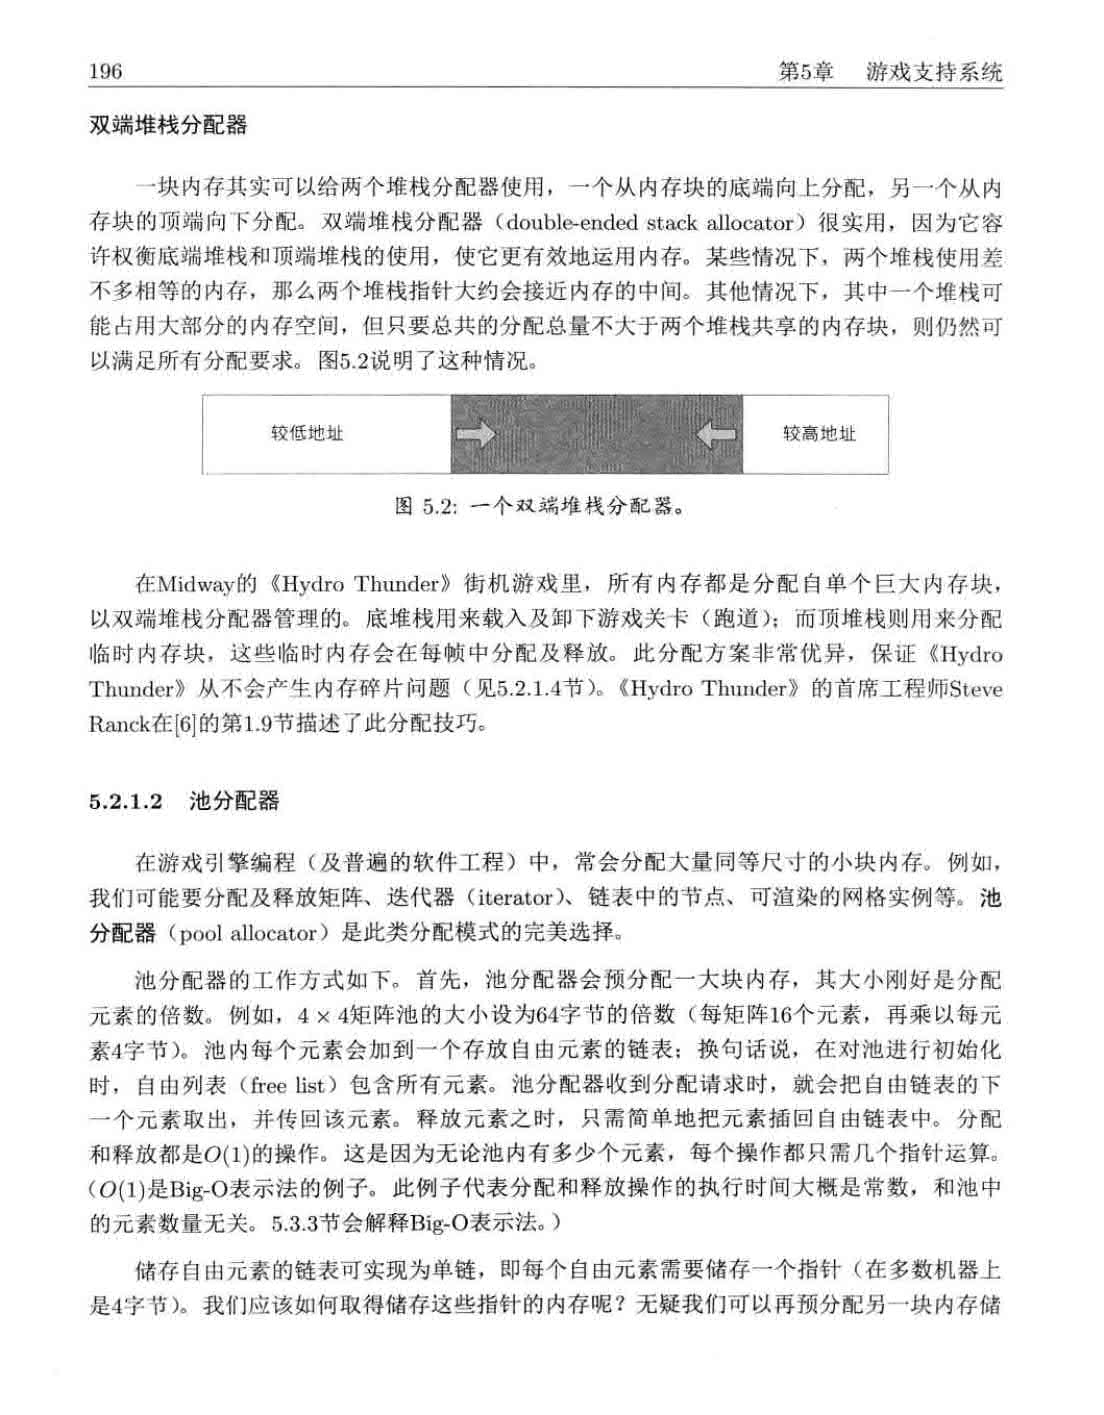 196
第5章 游戏支持系统
双端堆栈分配器
一块内存其实可以给两个堆栈分配器使用，一个从内存块的底端向上分配，另一个从内
存块的顶端向下分配。双端堆栈分配器（double-ended stack allocator）很实用，因为它容
许权衡底端堆栈和顶端堆栈的使用，使它更有效地运用内存。某些情况下，两个堆栈使用差
不多相等的内存，那么两个堆栈指针大约会接近内存的中间。其他情况下，其中一个堆栈可
能占用大部分的内存空间，但只要总共的分配总量不大于两个堆栈共享的内存块，则仍然可
以满足所有分配要求。图5.2说明了这种情况。
较低地址 较高地址
图 5.2: 一个双端堆栈分配器。
在Midway的《Hydro Thunder》街机游戏里，所有内存都是分配自单个巨大内存块，
以双端堆栈分配器管理的。底堆栈用来载入及卸下游戏关卡（跑道）；而顶堆栈则用来分配
临时内存块，这些临时内存会在每帧中分配及释放。此分配方案非常优异，保证《Hydro
Thunder》从不会产生内存碎片问题（见5.2.1.4节）。《Hydro Thunder》的首席工程师Steve
Ranck在[6]的第1.9节描述了此分配技巧。
5.2.1.2 池分配器
在游戏引擎编程（及普遍的软件工程）中，常会分配大量同等尺寸的小块内存。例如，
我们可能要分配及释放矩阵、迭代器（iterator）、链表中的节点、可渲染的网格实例等。池
分配器（pool allocator）是此类分配模式的完美选择。
池分配器的工作方式如下。首先，池分配器会预分配一大块内存，其大小刚好是分配
元素的倍数。例如，4 × 4矩阵池的大小设为64字节的倍数（每矩阵16个元素，再乘以每元
素4字节）。池内每个元素会加到一个存放自由元素的链表；换句话说，在对池进行初始化
时，自由列表（free list）包含所有元素。池分配器收到分配请求时，就会把自由链表的下
一个元素取出，并传回该元素。释放元素之时，只需简单地把元素插回自由链表中。分配
和释放都是O(1)的操作。这是因为无论池内有多少个元素，每个操作都只需几个指针运算。
（O(1)是Big-O表示法的例子。此例子代表分配和释放操作的执行时间大概是常数，和池中
的元素数量无关。5.3.3节会解释Big-O表示法。）
储存自由元素的链表可实现为单链，即每个自由元素需要储存一个指针（在多数机器上
是4字节）。我们应该如何取得储存这些指针的内存呢？无疑我们可以再预分配另一块内存储